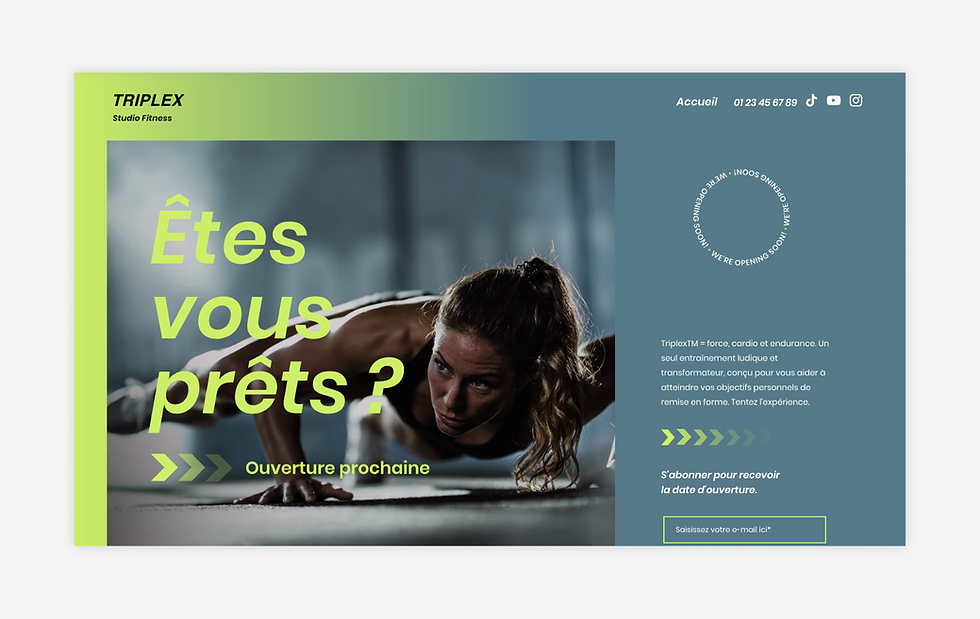 TRIPLEX
Studio Fitness
Accueil
01 23 45 67 89
WE'RE OPENING SOON! • WE'RE OPENING SOON! • WE'RE OPENING SOON! •
Êtes
vous
prêts ?
Ouverture prochaine
TriplexTM = force, cardio et endurance. Un
seul entraînement ludique et
transformateur, conçu pour vous aider à
atteindre vos objectifs personnels de
remise en forme. Tentez l'expérience.
S'abonner pour recevoir
la date d'ouverture.
Saisissez votre e-mail ici*